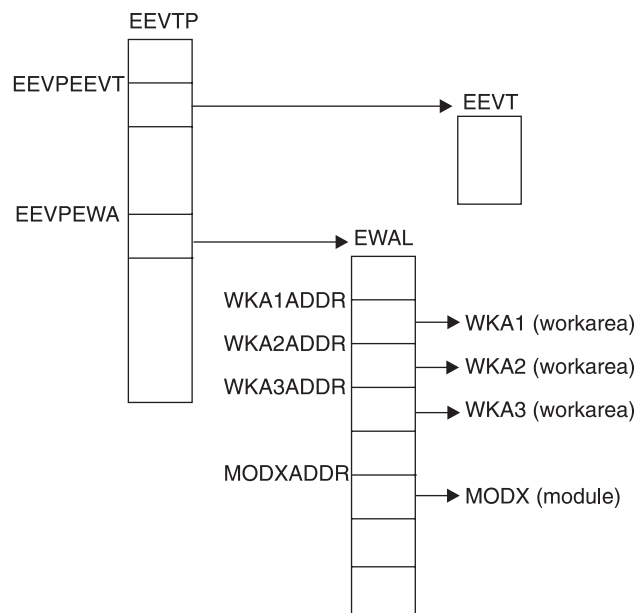 EEVTP
EEVPEEVT
EEVT
EEVPEWA
EWAL
WKA1ADDR
WKA1 (workarea)
WKA2ADDR
WKA2 (workarea)
WKA3ADDR
WKA3 (workarea)
MODXADDR
MODX (module)